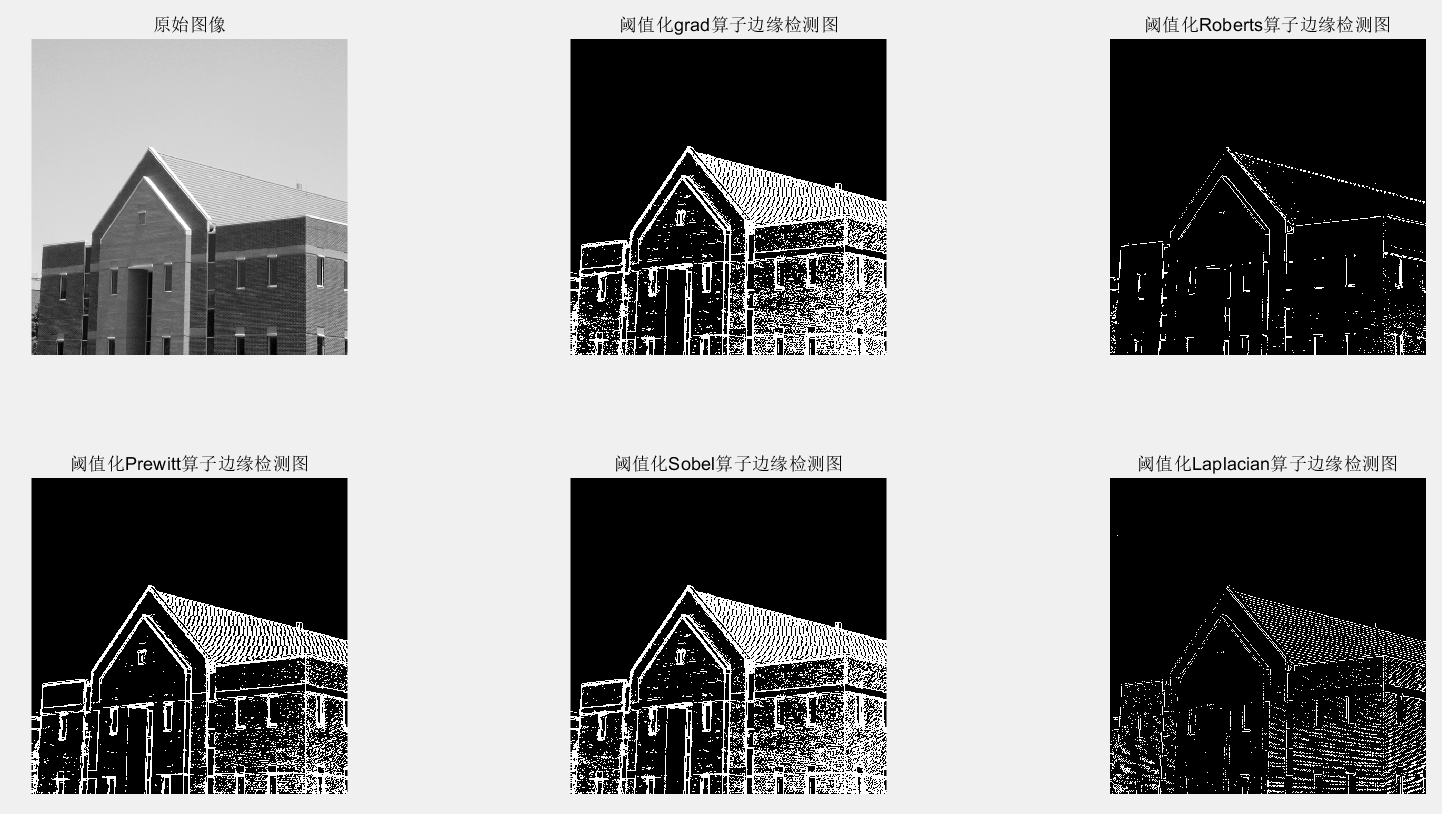 原始图像
阈值化grad算子边缘检测图
阈值化Roberts算子边缘检测图
阈值化Prewitt算子边缘检测图
阈值化Sobel算子边缘检测图
阈值化Laplacian算子边缘检测图